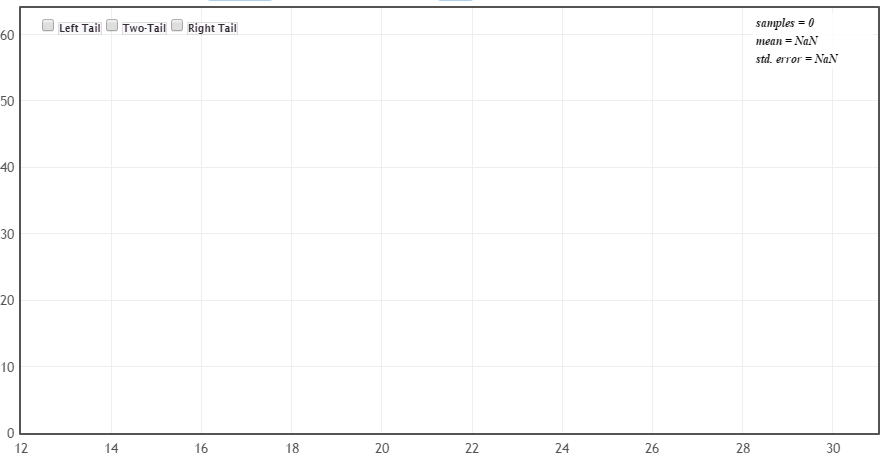 Left Tail Two-Tail Right Tail
samples = 0
mean = NaN
std. error = NaN
60
50
40
30
20
10
0
12 14 16 18 20 22 24 26 28 30